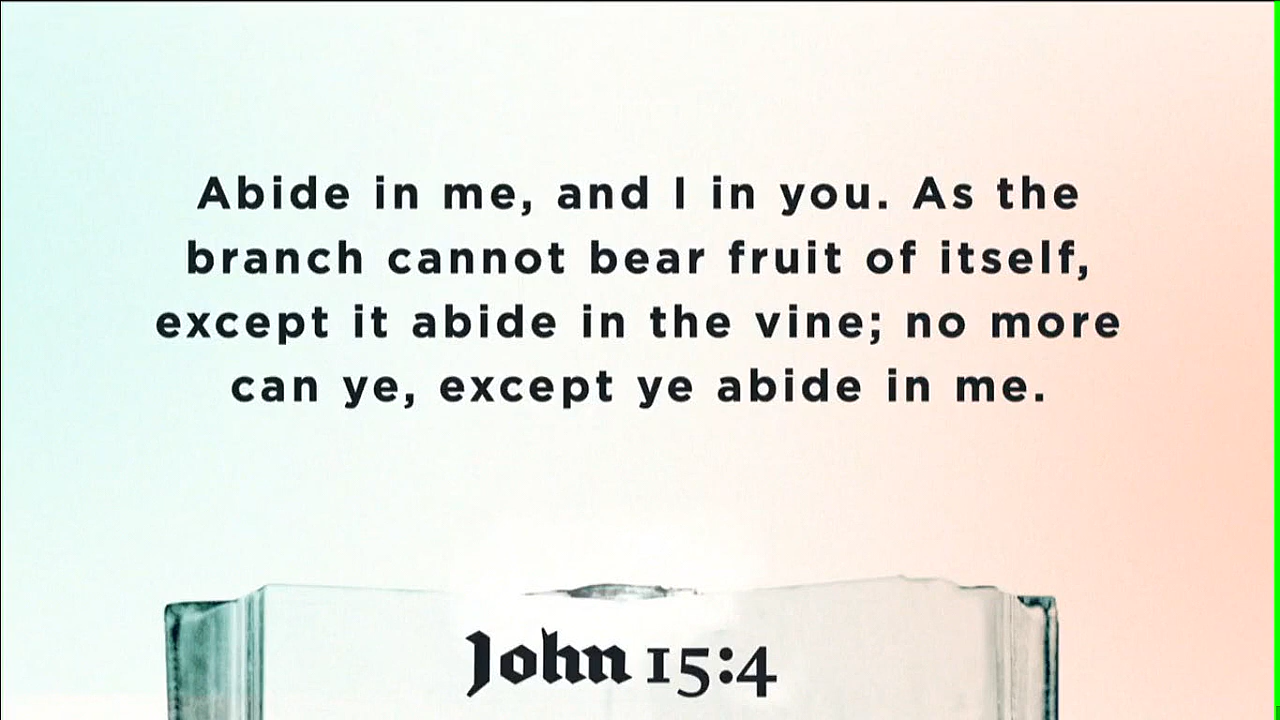 Abide in me, and I in you. As the
branch cannot bear fruit of itself,
except it abide in the vine; no more
can ye, except ye abide in me.
John 15:4